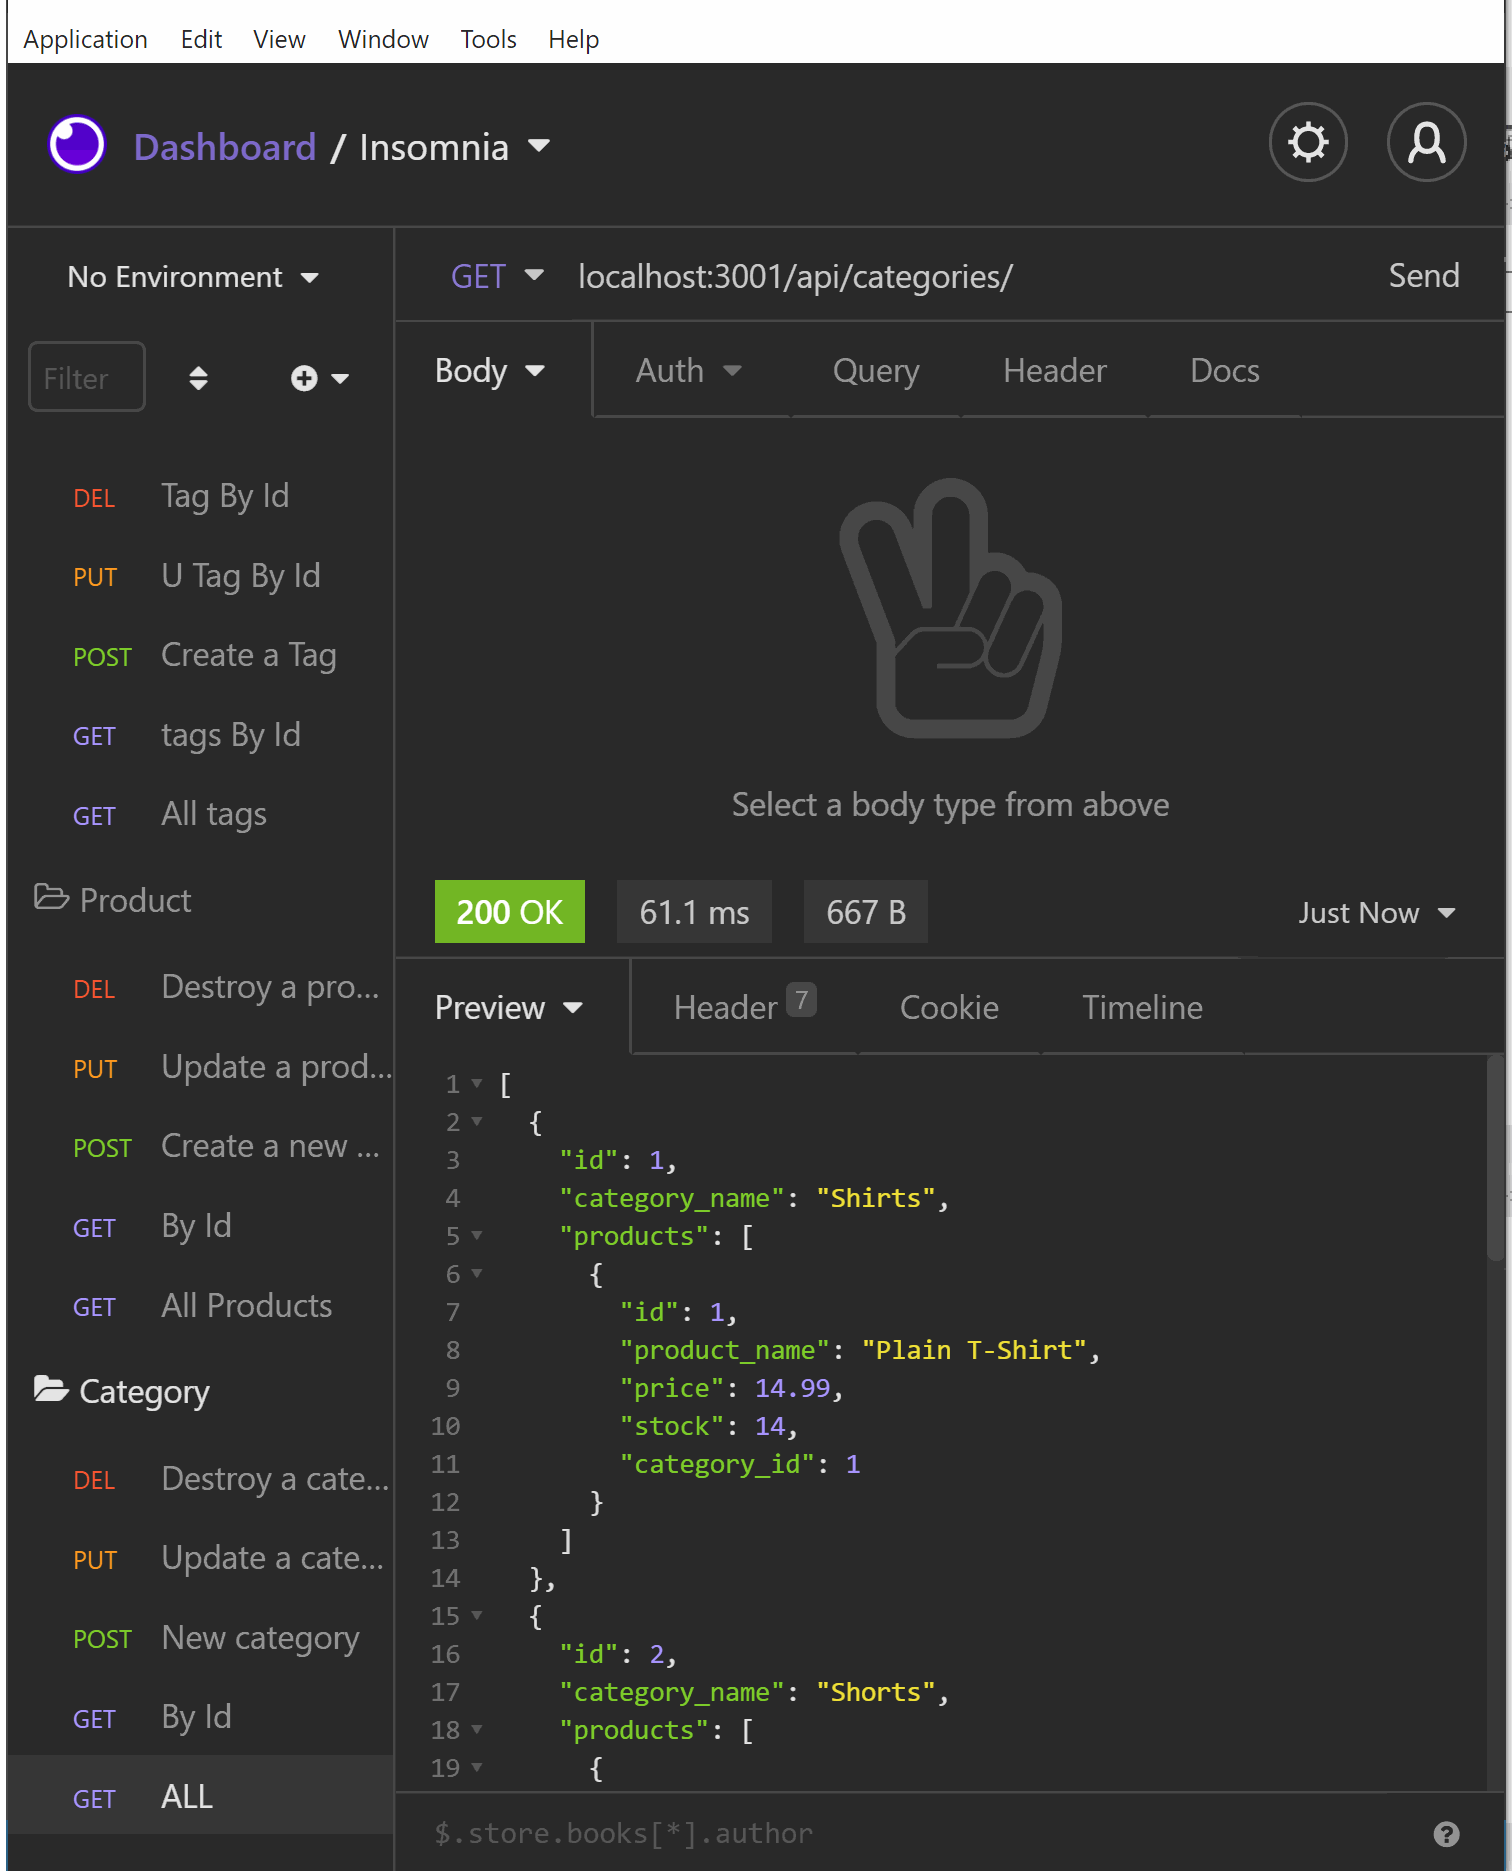 Application Edit View Window Tools Help
Dashboard / Insomnia
No Environment
Filter
DEL Tag By Id
PUT U Tag By Id
POST Create a Tag
GET tags By Id
GET All tags
Product
DEL Destroy a pro...
PUT Update a prod...
POST Create a new ...
GET By Id
GET All Products
Category
DEL Destroy a cate...
PUT Update a cate...
POST New category
GET By Id
GET ALL
GET localhost:3001/api/categories/ Send
Body Auth Query Header Docs
Select a body type from above
200 OK 61.1 ms 667 B Just Now
Preview Header 7 Cookie Timeline
1 [
2 {
3 "id": 1,
4 "category_name": "Shirts",
5 "products": [
6 {
7 "id": 1,
8 "product_name": "Plain T-Shirt",
9 "price": 14.99,
10 "stock": 14,
11 "category_id": 1
12 }
13 ]
14 },
15 {
16 "id": 2,
17 "category_name": "Shorts",
18 "products": [
19 {
$.store.books[*].author